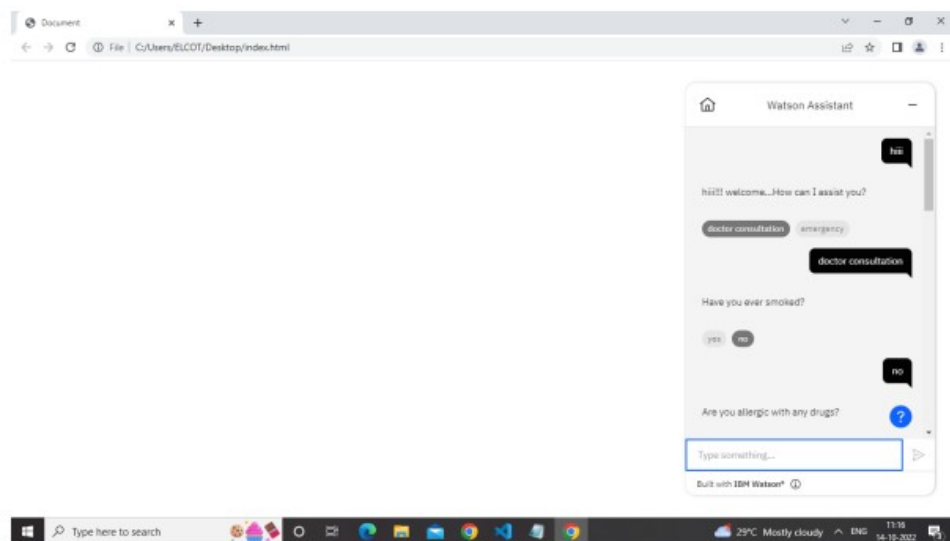 Document
File | C:/Users/ELCOT/Desktop/index.html
Watson Assistant
hiii
hiii!! welcome...How can I assist you?
doctor consultation emergency
doctor consultation
Have you ever smoked?
yes no
no
Are you allergic with any drugs?
?
Type something...
Built with IBM Watson®
Type here to search
29°C Mostly cloudy ENG
11:16
14-10-2022